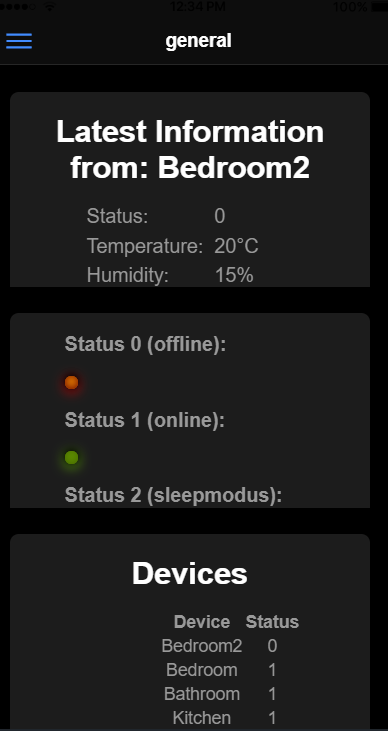 12:34 PM 100%
general
Latest Information
from: Bedroom2
Status: 0
Temperature: 20°C
Humidity: 15%
Status 0 (offline):
Status 1 (online):
Status 2 (sleepmodus):
Devices
Device Status
Bedroom2 0
Bedroom 1
Bathroom 1
Kitchen 1